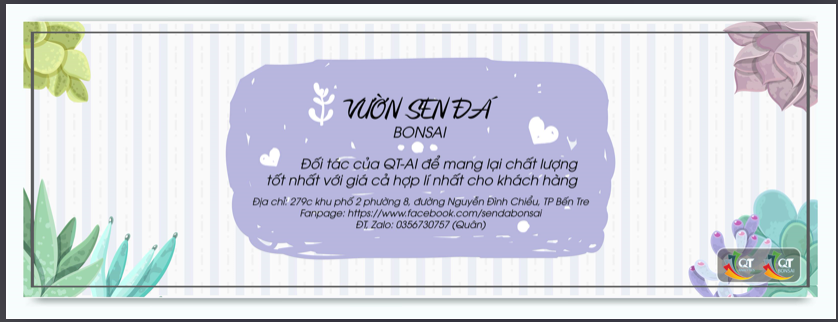 VƯỜN SEN ĐÁ
BONSAI
Đối tác của QT-AI để mang lại chất lượng
tốt nhất với giá cả hợp lí nhất cho khách hàng
Địa chỉ: 279c khu phố 2 phường 8, đường Nguyễn Đình Chiểu, TP Bến Tre
Fanpage: https://www.facebook.com/sendabonsai
ĐT, Zalo: 0356730757 (Quân)
QT
QT
BONSAI